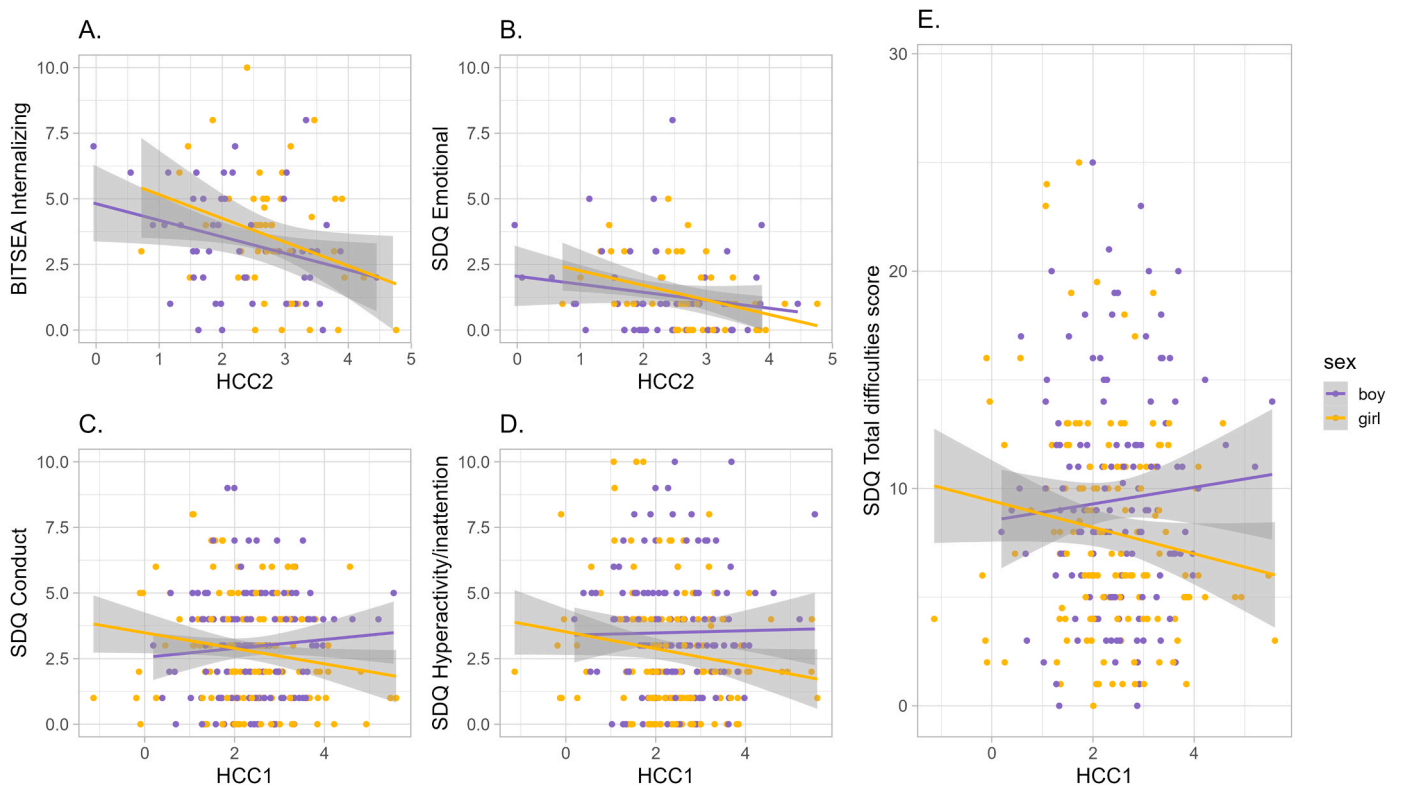 A.
BITSEA Internalizing
10.0
7.5
5.0
2.5
0.0
0 1 2 3 4 5
HCC2
B.
SDQ Emotional
10.0
7.5
5.0
2.5
0.0
0 1 2 3 4 5
HCC2
C.
SDQ Conduct
10.0
7.5
5.0
2.5
0.0
0 2 4
HCC1
D.
SDQ Hyperactivity/inattention
10.0
7.5
5.0
2.5
0.0
0 2 4
HCC1
E.
SDQ Total difficulties score
30
20
10
0
0 2 4
HCC1
sex
boy
girl